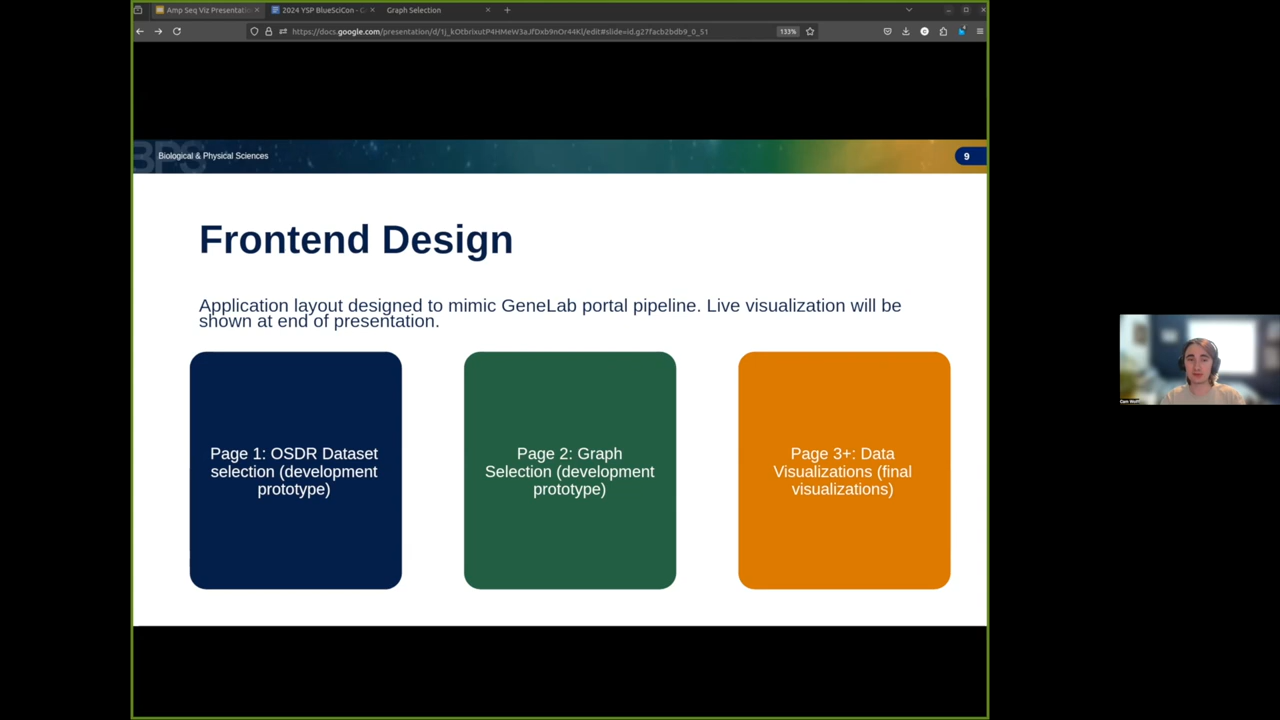 Amp Seq Viz Presentatio
2024 YSP BlueSciCon - G
Graph Selection
133%
Biological & Physical Sciences
9
BPS
Frontend Design
Application layout designed to mimic GeneLab portal pipeline. Live visualization will be
shown at end of presentation.
Page 1: OSDR Dataset
selection (development
prototype)
Page 2: Graph
Selection (development
prototype)
Page 3+: Data
Visualizations (final
visualizations)